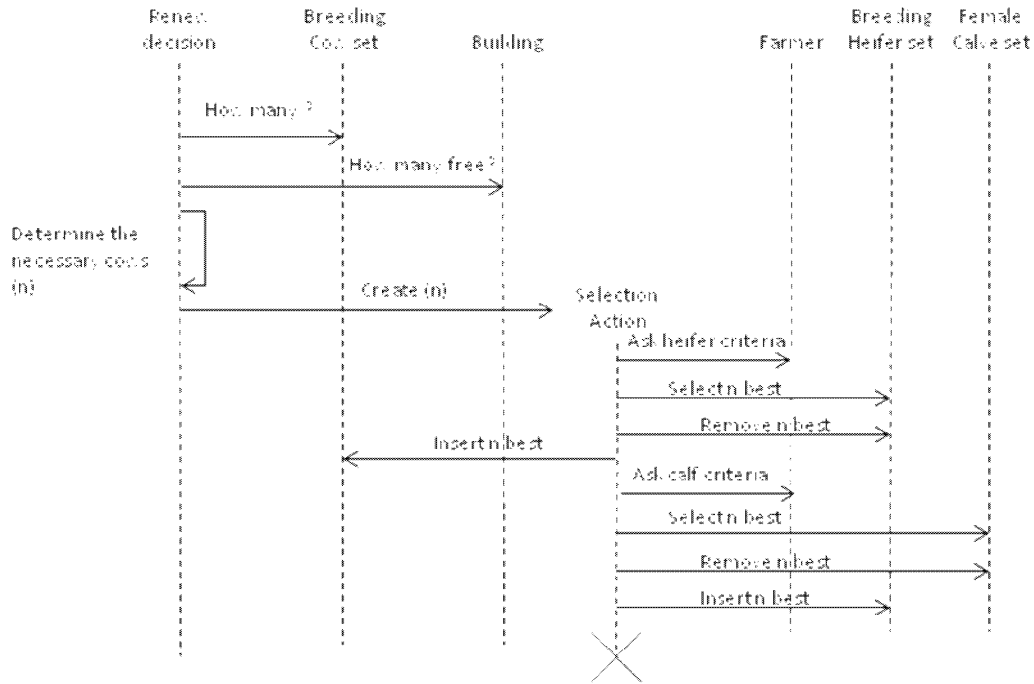 Renew Breeding Breeding Female
decision Cow set Building Farmer Heifer set Calve set
How many ?
How many free?
Determine the
necessary cows
(n)
Create (n)
Selection
Action
Ask heifer criteria
Select n best
Remove n best
Insert n best
Ask calf criteria
Select n best
Remove n best
Insert n best